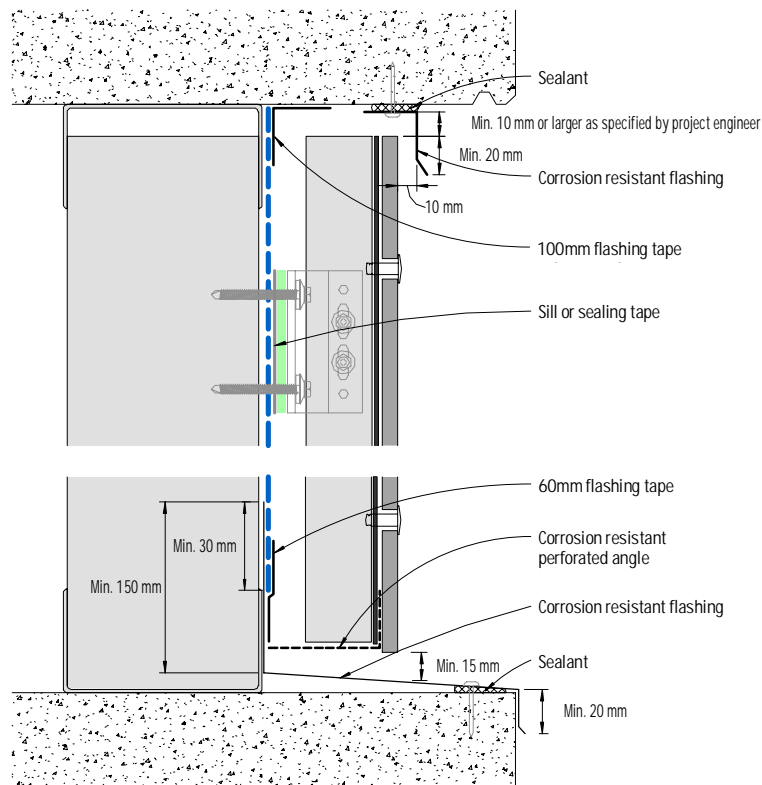 Sealant
Min. 10 mm or larger as specified by project engineer
Min. 20 mm
Corrosion resistant flashing
10 mm
100mm flashing tape
Sill or sealing tape
60mm flashing tape
Min. 30 mm
Corrosion resistant
perforated angle
Min. 150 mm
Corrosion resistant flashing
Min. 15 mm
Sealant
Min. 20 mm